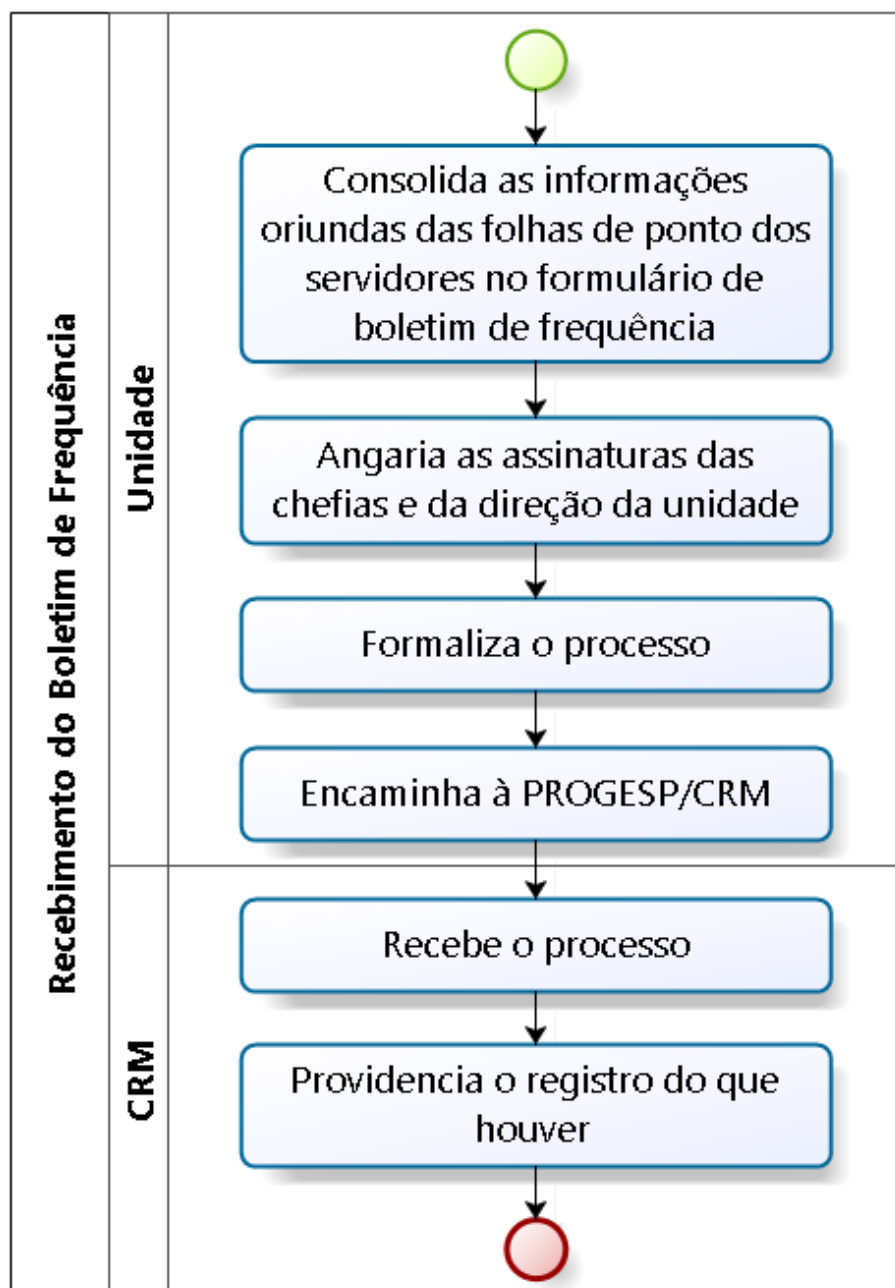 Recebimento do Boletim de Frequência
Unidade
Consolida as informações
oriundas das folhas de ponto dos
servidores no formulário de
boletim de frequência
Angaria as assinaturas das
chefias e da direção da unidade
Formaliza o processo
Encaminha à PROGESP/CRM
CRM
Recebe o processo
Providencia o registro do que
houver